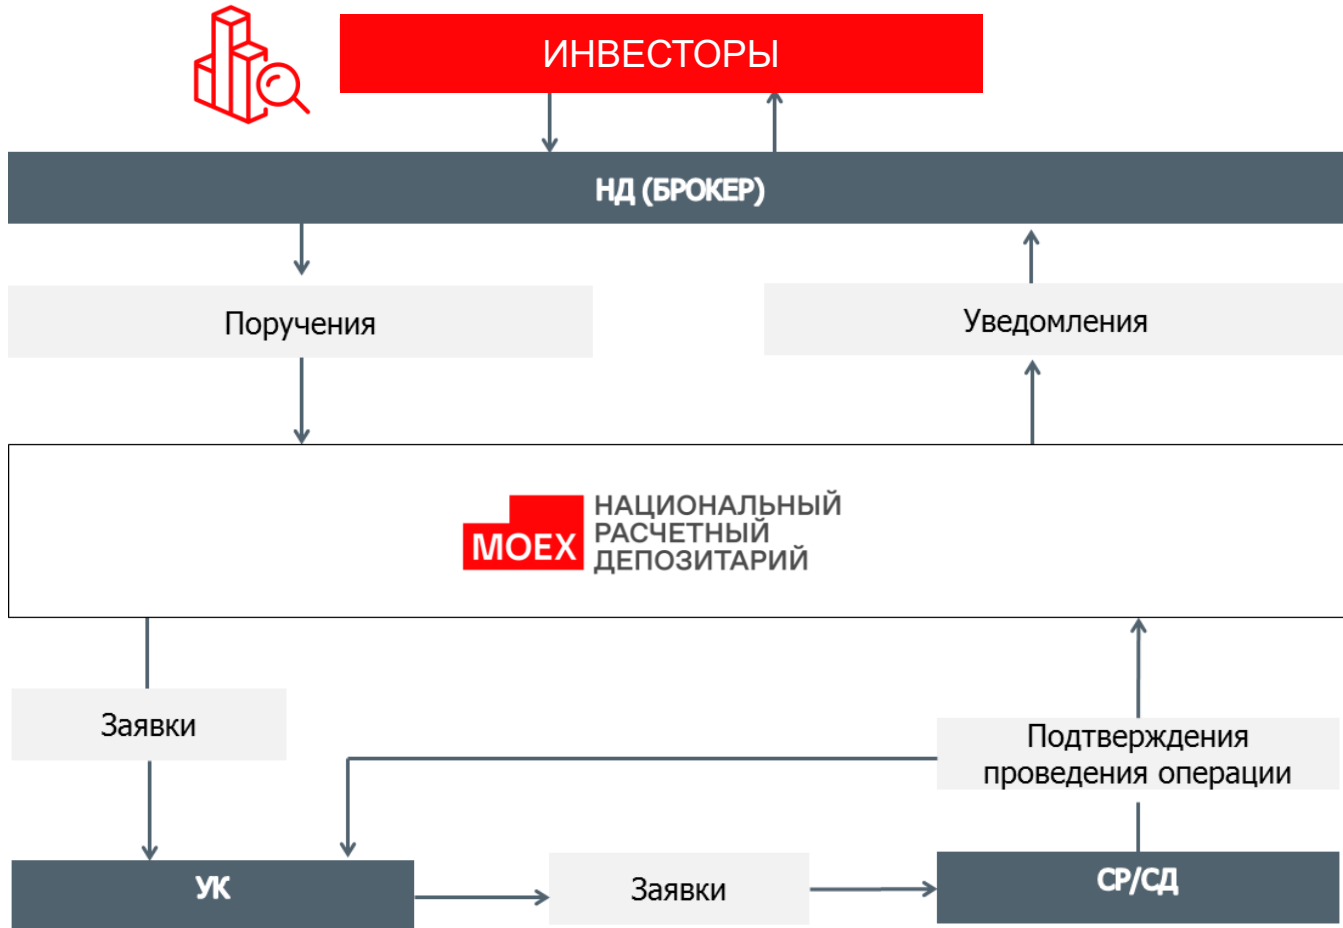 ИНВЕСТОРЫ
НД (БРОКЕР)
Поручения
Уведомления
MOEX
НАЦИОНАЛЬНЫЙ
РАСЧЕТНЫЙ
ДЕПОЗИТАРИЙ
Заявки
Подтверждения
проведения операции
УК
Заявки
СР/СД